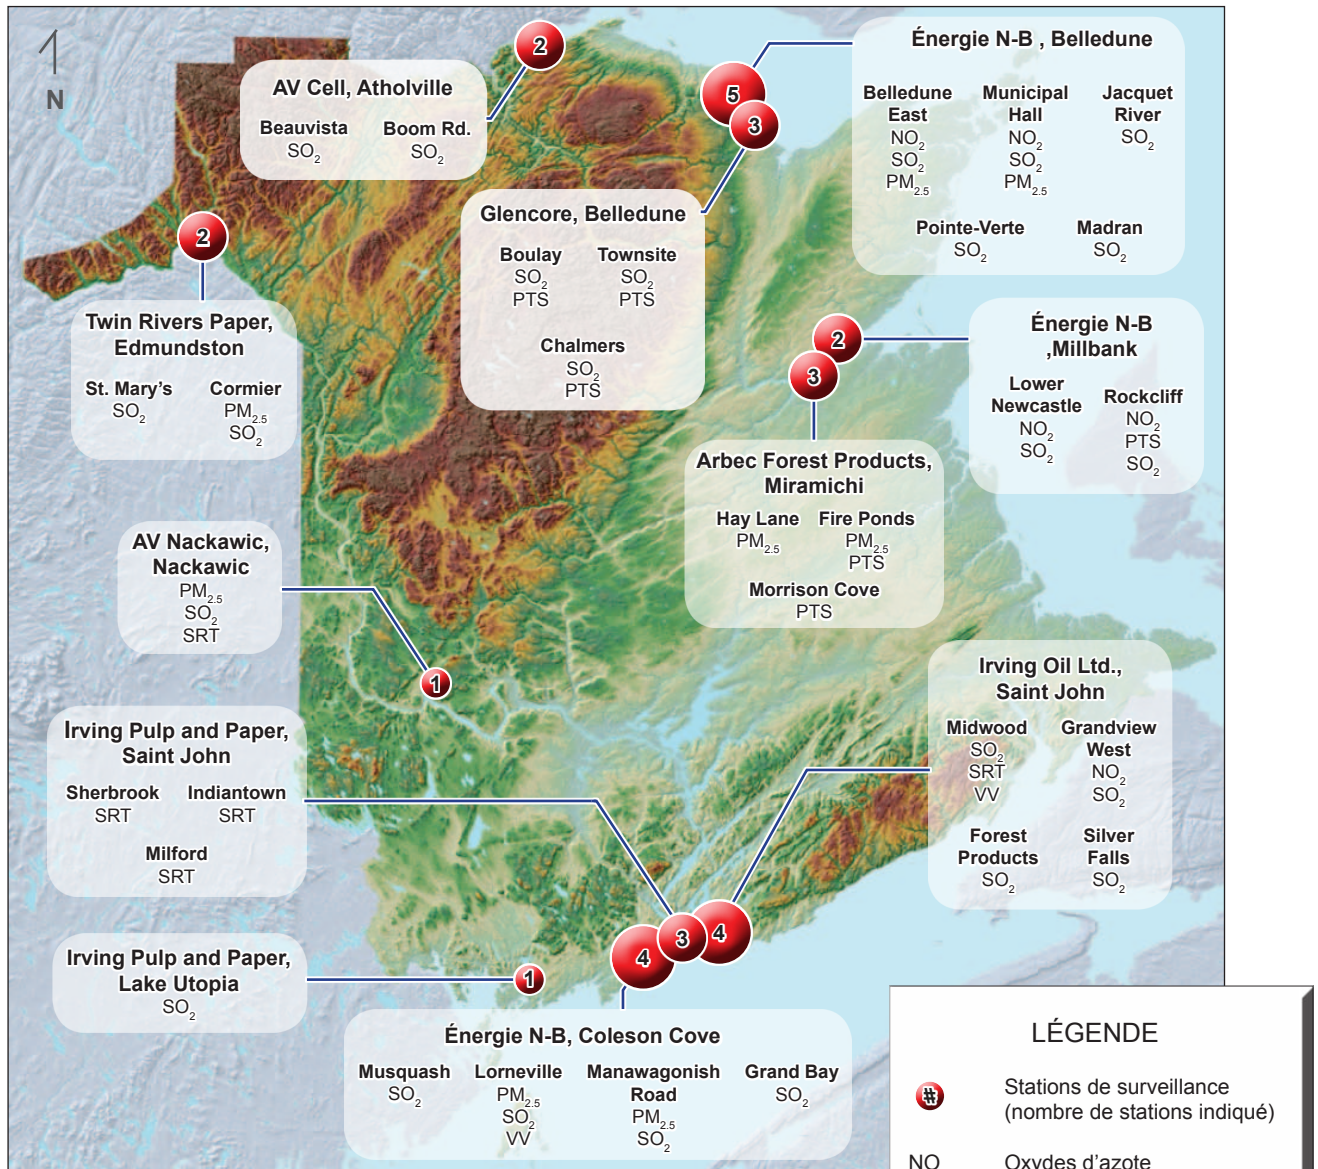 N
AV Cell, Atholville
Beauvista
SO2
Boom Rd.
SO2
2
5
3
Énergie N-B , Belledune
Belledune
East
NO2
SO2
PM2.5
Municipal
Hall
NO2
SO2
PM2.5
Jacquet
River
SO2
Pointe-Verte
SO2
Madran
SO2
Glencore, Belledune
Boulay
SO2
PTS
Townsite
SO2
PTS
Chalmers
SO2
PTS
2
Twin Rivers Paper,
Edmundston
St. Mary's
SO2
Cormier
PM2.5
SO2
2
3
Énergie N-B
,Millbank
Lower
Newcastle
NO2
SO2
Rockcliff
NO2
PTS
SO2
Arbec Forest Products,
Miramichi
Hay Lane
PM2.5
Fire Ponds
PM2.5
PTS
Morrison Cove
PTS
AV Nackawic,
Nackawic
PM2.5
SO2
SRT
1
Irving Oil Ltd.,
Saint John
Midwood
SO2
SRT
VV
Grandview
West
NO2
SO2
Forest
Products
SO2
Silver
Falls
SO2
Irving Pulp and Paper,
Saint John
Sherbrook
SRT
Indiantown
SRT
Milford
SRT
4
3
4
Irving Pulp and Paper,
Lake Utopia
SO2
1
Énergie N-B, Coleson Cove
Musquash
SO2
Lorneville
PM2.5
SO2
VV
Manawagonish
Road
PM2.5
SO2
Grand Bay
SO2
LÉGENDE
#
Stations de surveillance
(nombre de stations indiqué)
NO
Oxydes d'azote